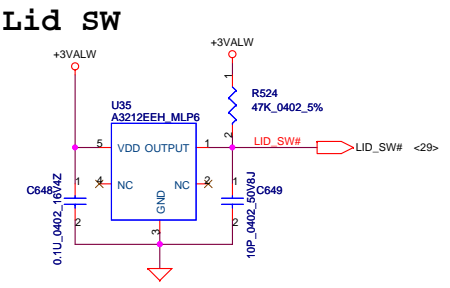 Lid SW
+3VALW
+3VALW
U35
A3212EEH_MLP6
R524
47K_0402_5%
1
2
5
VDD
OUTPUT
1
LID_SW#
LID_SW#
<29>
4
NC
NC
2
GND
3
C648
1
2
0.1U_0402_16V4Z
C649
1
2
10P_0402_50V8J